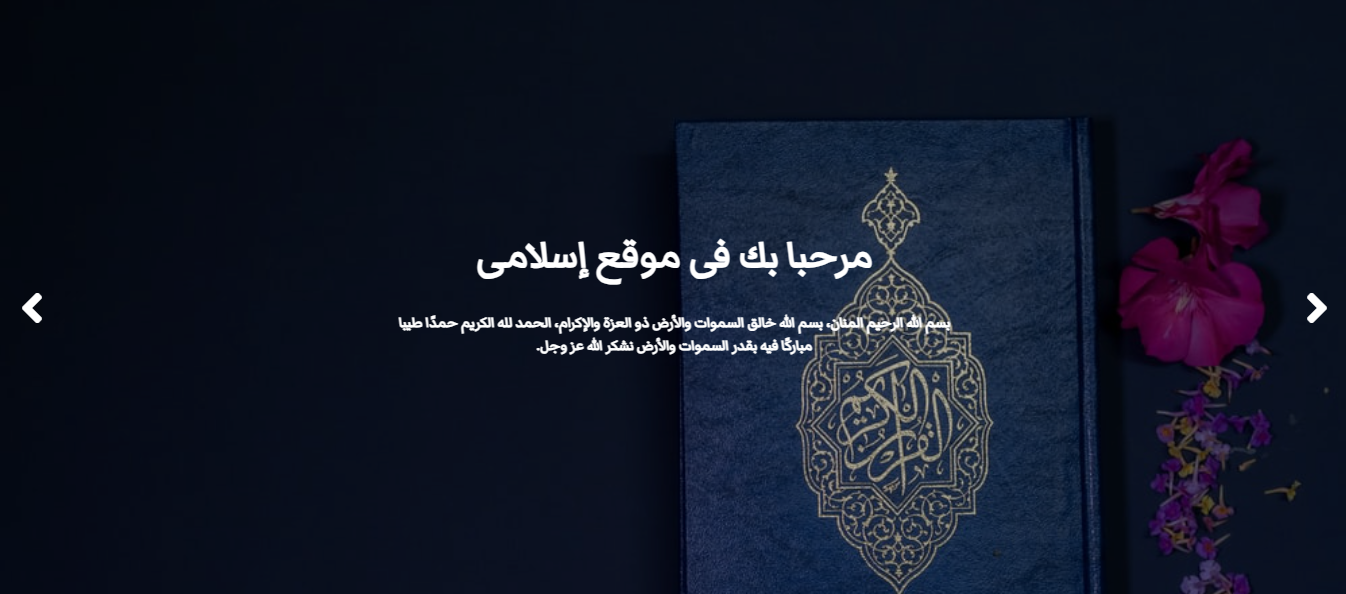 مرحبا بك فى موقع إسلامى
بسم الله الرحيم المنان، بسم الله خالق السموات والأرض ذو العزة والإكرام، الحمد لله الكريم حمدًا طيبا
مباركًا فيه بقدر السموات والأرض نشكر الله عز وجل.
القرآن الكريم